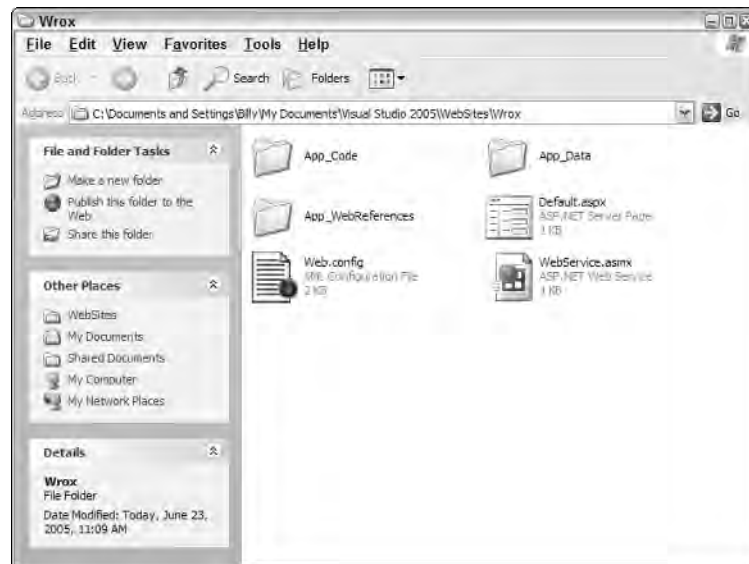 Wrox
File Edit View Favorites Tools Help
Back Search Folders
Address C:\Documents and Settings\Billy\My Documents\Visual Studio 2005\WebSites\Wrox Go
File and Folder Tasks
Make a new folder
Publish this folder to the
Web
Share this folder
Other Places
WebSites
My Documents
Shared Documents
My Computer
My Network Places
Details
Wrox
File Folder
Date Modified: Today, June 23,
2005, 11:09 AM
App_Code
App_Data
App_WebReferences
Default.aspx
ASP.NET Server Page
1 KB
Web.config
XML Configuration File
2 KB
WebService.asmx
ASP.NET Web Service
1 KB